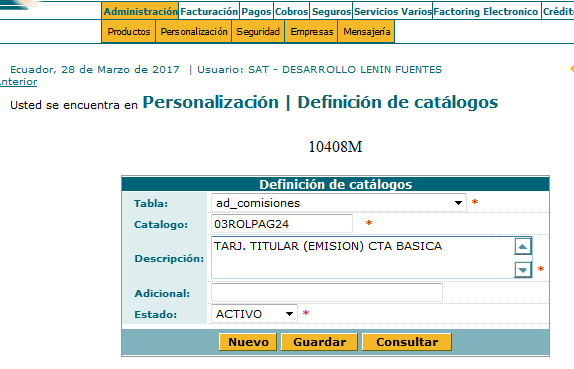 Administración Facturación Pagos Cobros Seguros Servicios Varios Factoring Electronico Crédit
Productos Personalización Seguridad Empresas Mensajería
Ecuador, 28 de Marzo de 2017 | Usuario: SAT - DESARROLLO LENIN FUENTES
nterior
Usted se encuentra en Personalización | Definición de catálogos
10408M
Definición de catálogos
Tabla: ad_comisiones *
Catalogo: 03ROLPAG24 *
Descripción: TARJ. TITULAR (EMISION) CTA BASICA *
Adicional:
Estado: ACTIVO *
Nuevo Guardar Consultar